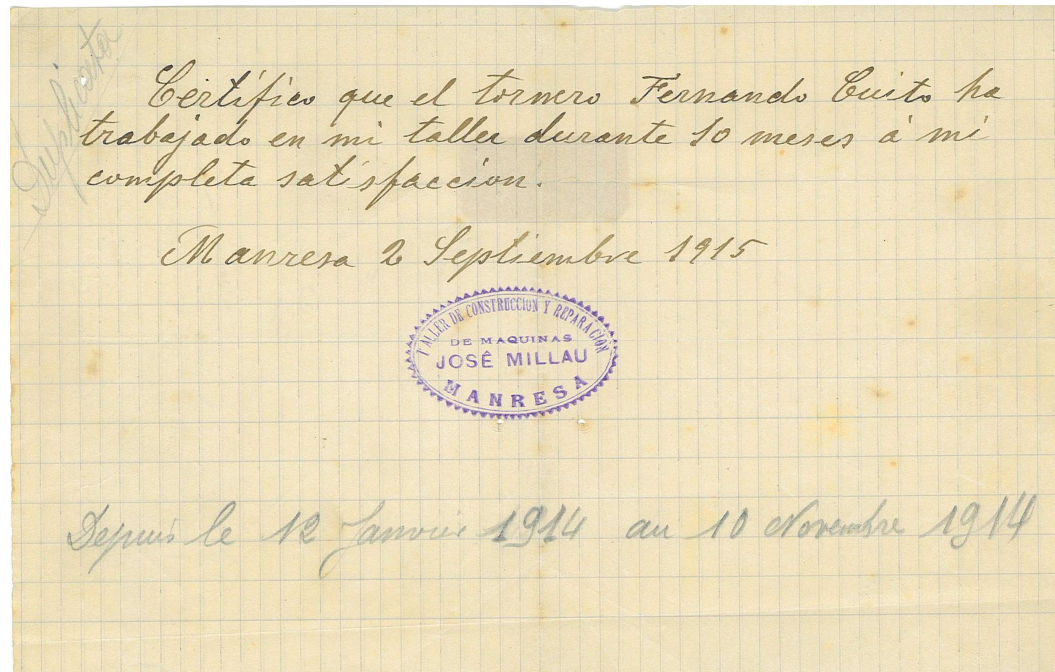 Duplicata
Certifico que el tornero Fernando Cuito ha
trabajado en mi taller durante 10 meses á mi
completa satisfaccion.
Manresa 2 Septiembre 1915
TALLER DE CONSTRUCCION Y REPARACION
DE MAQUINAS
JOSÉ MILLAU
MANRESA
Depuis le 12 Janvier 1914 au 10 Novembre 1914